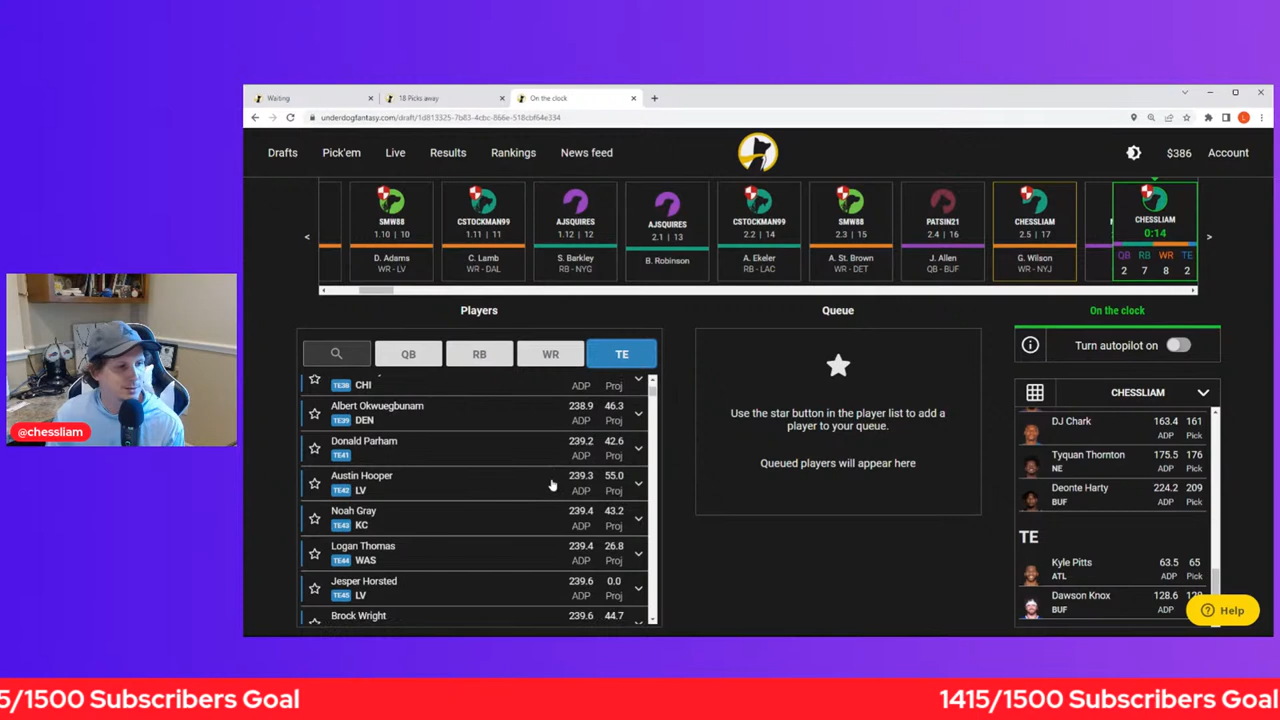 Waiting
18 Picks away
On the clock
underdogfantasy.com/draft/1d813325-7b83-4cbc-866e-518cbf64e334
Drafts Pick'em Live Results Rankings News feed $386 Account
SMW88
1.10 | 10
D. Adams
WR - LV
CSTOCKMAN99
1.11 | 11
C. Lamb
WR - DAL
AJSQUIRES
1.12 | 12
S. Barkley
RB - NYG
AJSQUIRES
2.1 | 13
B. Robinson
CSTOCKMAN99
2.2 | 14
A. Ekeler
RB - LAC
SMW88
2.3 | 15
A. St. Brown
WR - DET
PATSIN21
2.4 | 16
J. Allen
QB - BUF
CHESSLIAM
2.5 | 17
G. Wilson
WR - NYJ
CHESSLIAM
0:14
QB RB WR TE
2 7 8 2
Players
QB RB WR TE
TE38 CHI ADP Proj
Albert Okwuegbunam 238.9 46.3
TE39 DEN ADP Proj
Donald Parham 239.2 42.6
TE41 ADP Proj
Austin Hooper 239.3 55.0
TE42 LV ADP Proj
Noah Gray 239.4 43.2
TE43 KC ADP Proj
Logan Thomas 239.4 26.8
TE44 WAS ADP Proj
Jesper Horsted 239.6 0.0
TE45 LV ADP Proj
Brock Wright 239.6 44.7
Queue
Use the star button in the player list to add a
player to your queue.
Queued players will appear here
On the clock
Turn autopilot on
CHESSLIAM
DJ Chark 163.4 161
ADP Pick
Tyquan Thornton 175.5 176
NE ADP Pick
Deonte Harty 224.2 209
BUF ADP Pick
TE
Kyle Pitts 63.5 65
ATL ADP Pick
Dawson Knox 128.6
BUF ADP
Help
@chessliam
5/1500 Subscribers Goal
1415/1500 Subscribers Goal